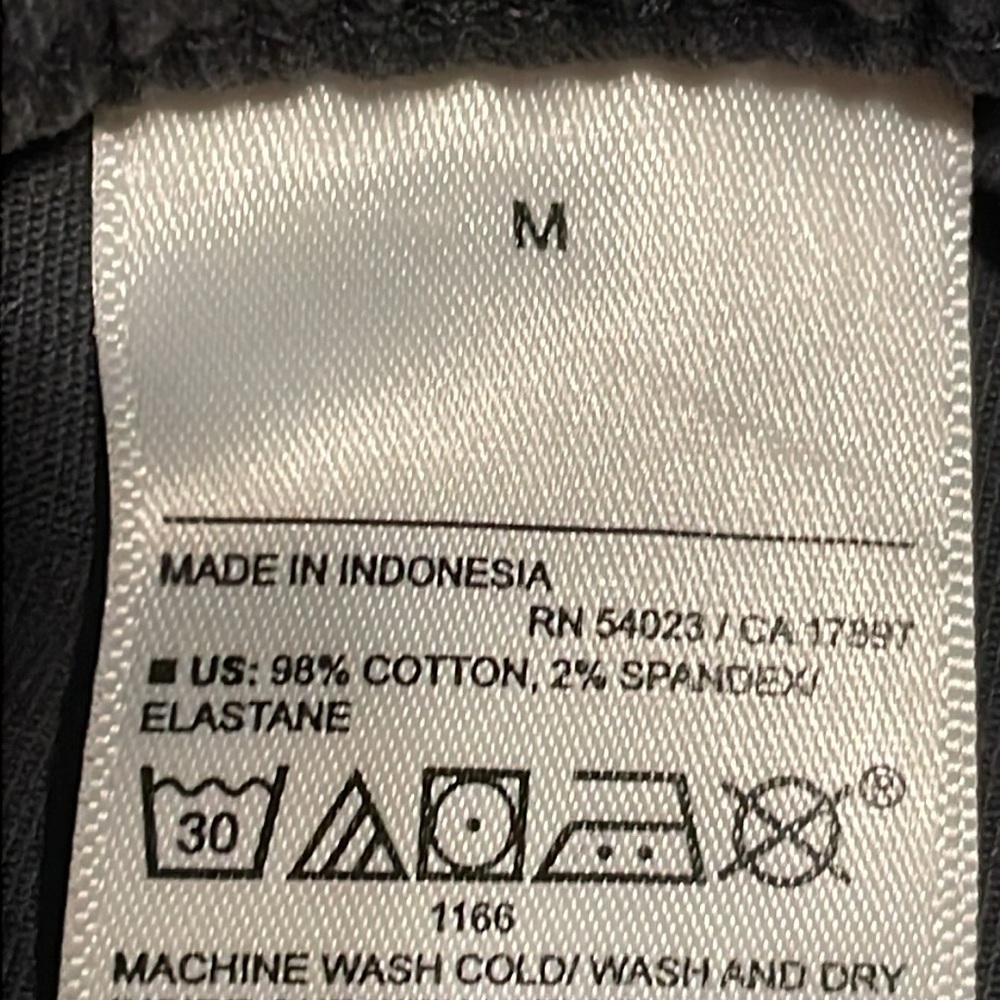 M
MADE IN INDONESIA
RN 54023 / CA 17897
■ US: 98% COTTON, 2% SPANDEX/
ELASTANE
30
®
1166
MACHINE WASH COLD/ WASH AND DRY